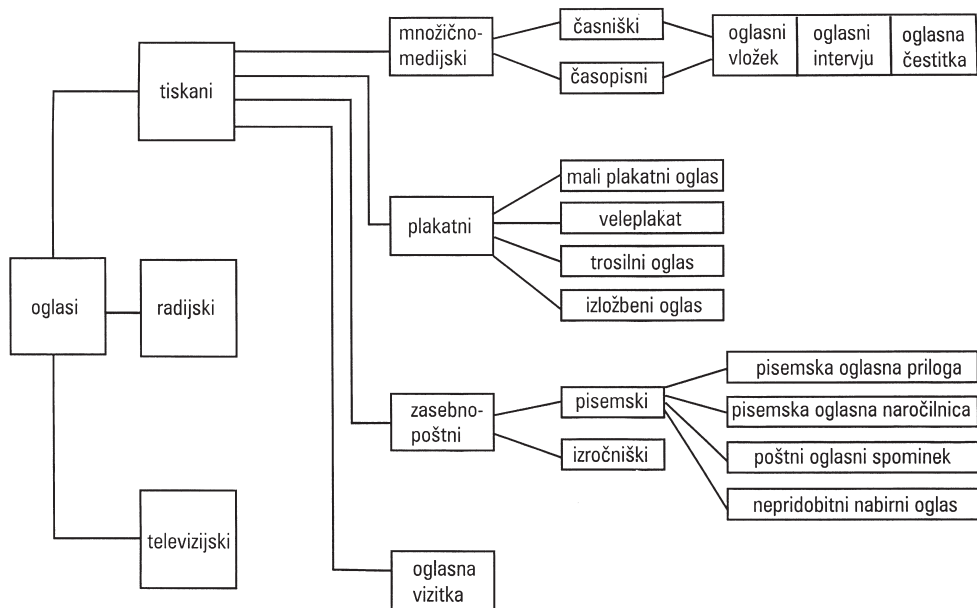 oglasi
tiskani
radijski
televizijski
množično-
medijski
časniški
časopisni
oglasni
vložek
oglasni
intervju
oglasna
čestitka
plakatni
mali plakatni oglas
veleplakat
trosilni oglas
izložbeni oglas
zasebno-
poštni
pisemski
izročniški
pisemska oglasna priloga
pisemska oglasna naročilnica
poštni oglasni spominek
nepridobitni nabirni oglas
oglasna
vizitka